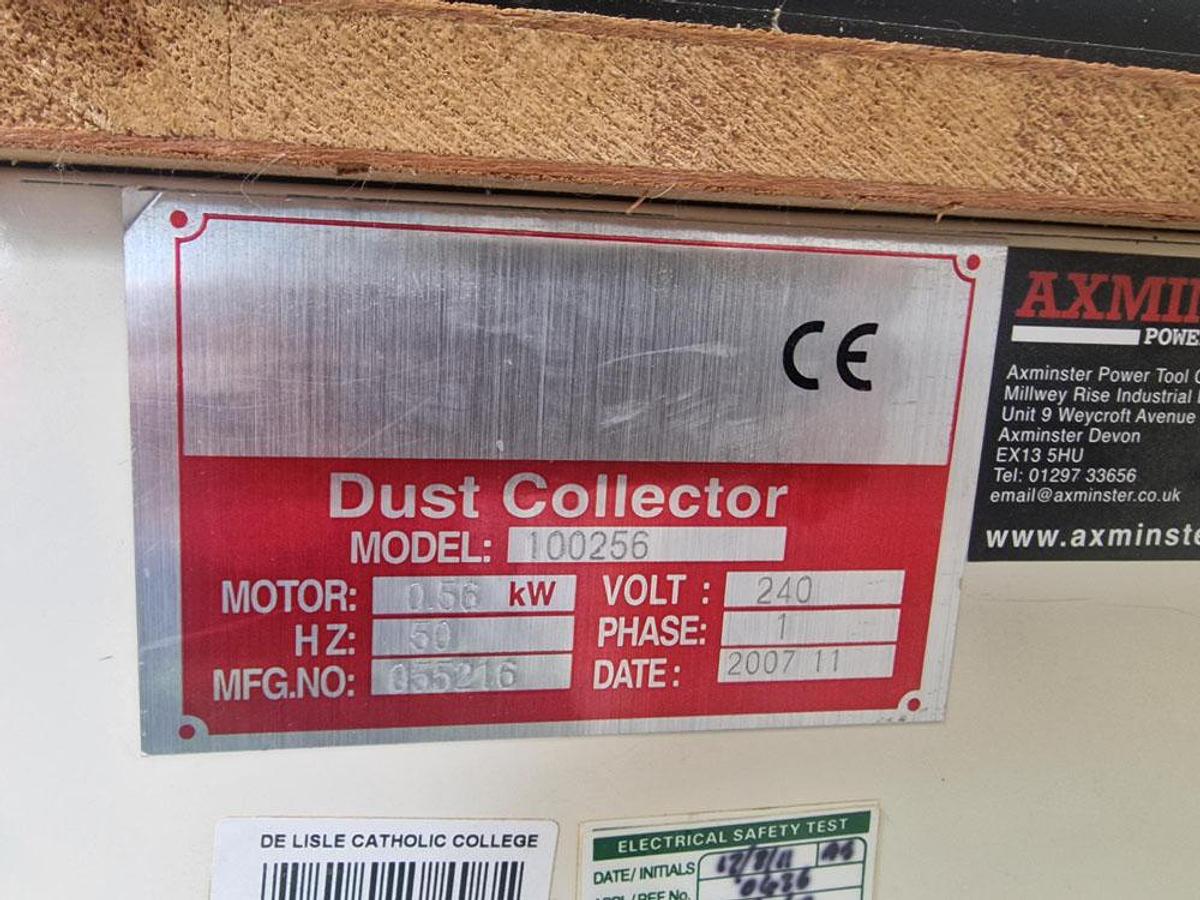 CE
Dust Collector
MODEL: 100256
MOTOR: 0.56 kW VOLT : 240
HZ: 50 PHASE: 1
MFG.NO: 055216 DATE: 2007 11
AXMIN
POWE
Axminster Power Tool C
Millwey Rise Industrial
Unit 9 Weycroft Avenue
Axminster Devon
EX13 5HU
Tel: 01297 33656
email@axminster.co.uk
www.axminste
DE LISLE CATHOLIC COLLEGE
ELECTRICAL SAFETY TEST
DATE/ INITIALS
0426